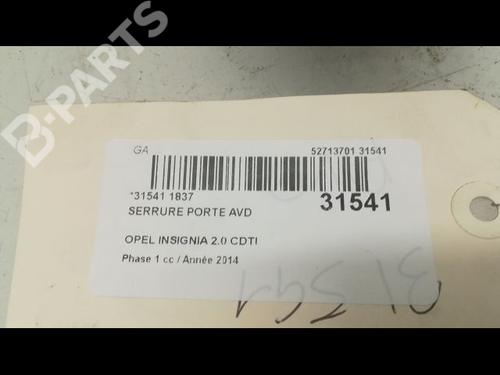 B-PARTS
GA
52713701 31541
*31541 1837
31541
SERRURE PORTE AVD
OPEL INSIGNIA 2.0 CDTI
Phase 1 cc / Année 2014
31541